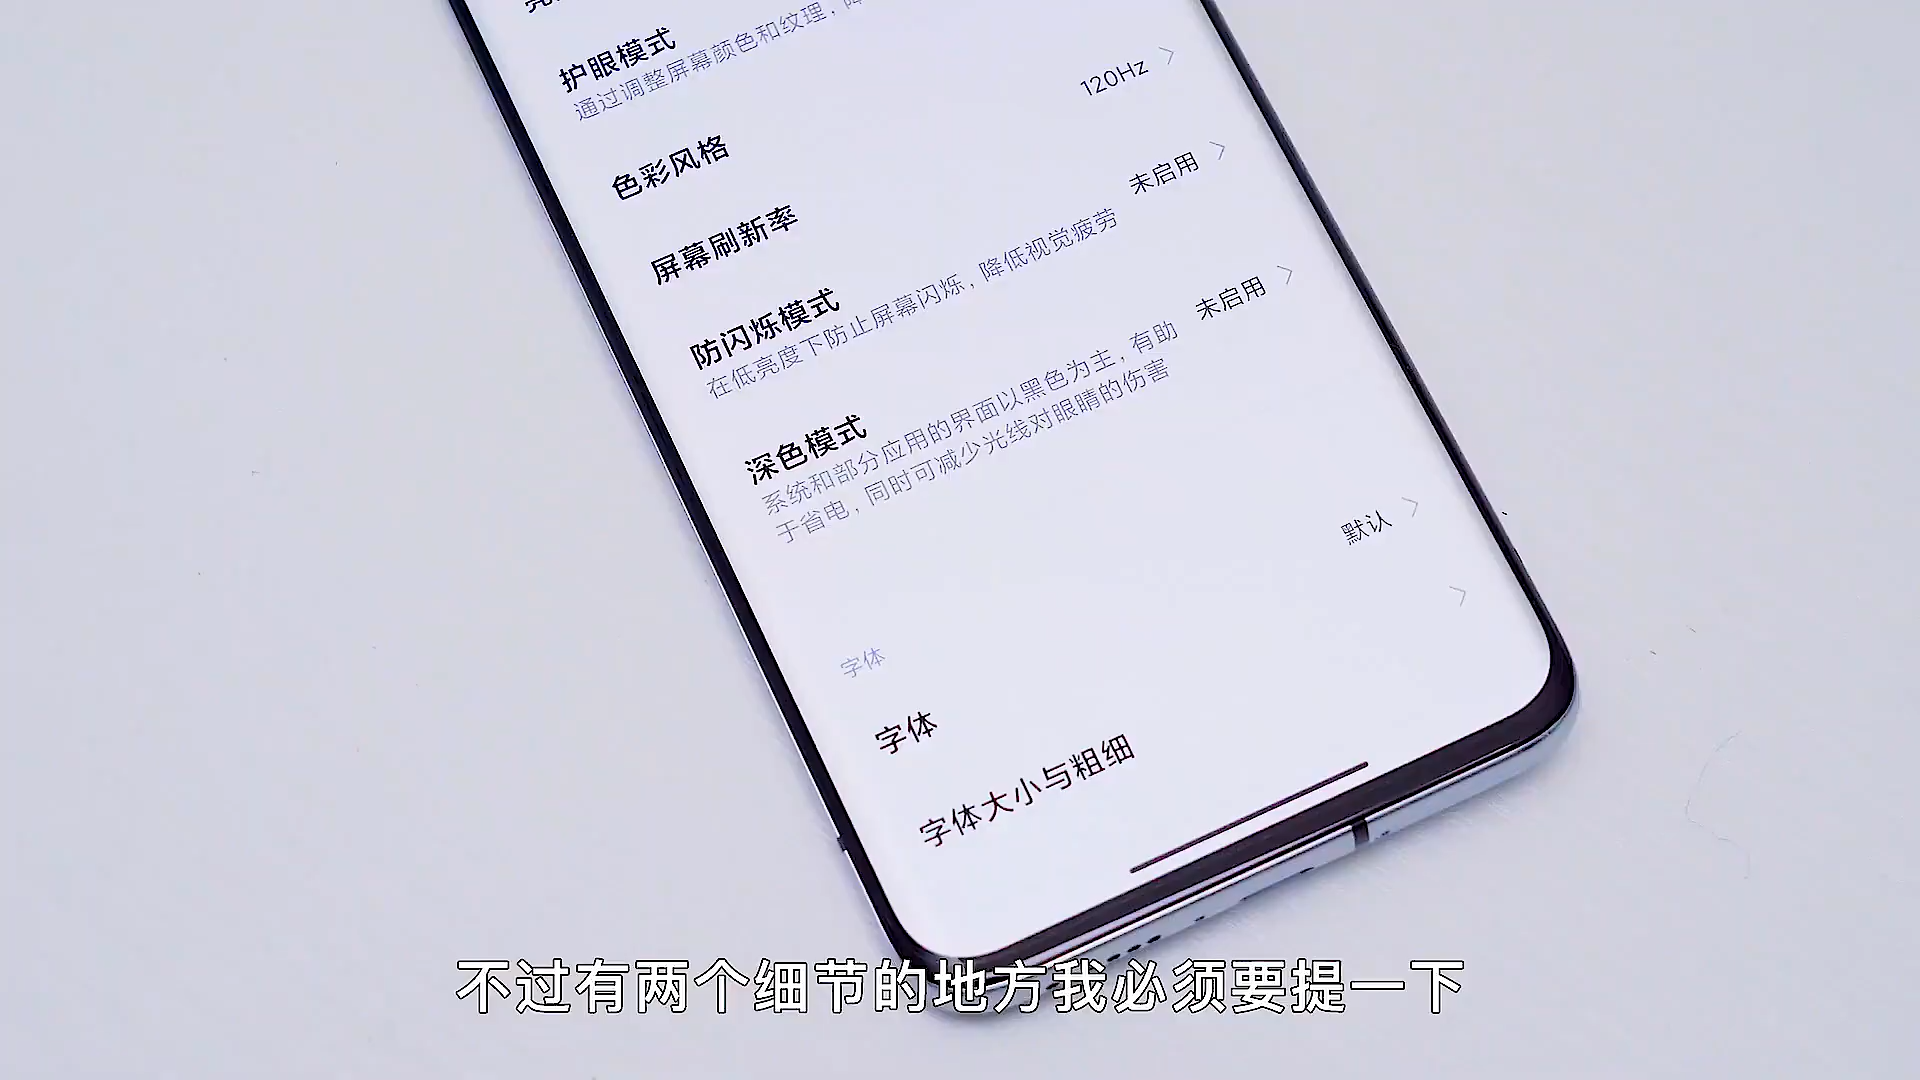 护眼模式
通过调整屏幕颜色和纹理,
色彩风格
屏幕刷新率
120Hz
防闪烁模式
未启用
在低亮度下防止屏幕闪烁, 降低视觉疲劳
深色模式
未启用
系统和部分应用的界面以黑色为主, 有助
于省电, 同时可减少光线对眼睛的伤害
字体
字体
默认
字体大小与粗细
不过有两个细节的地方我必须要提一下